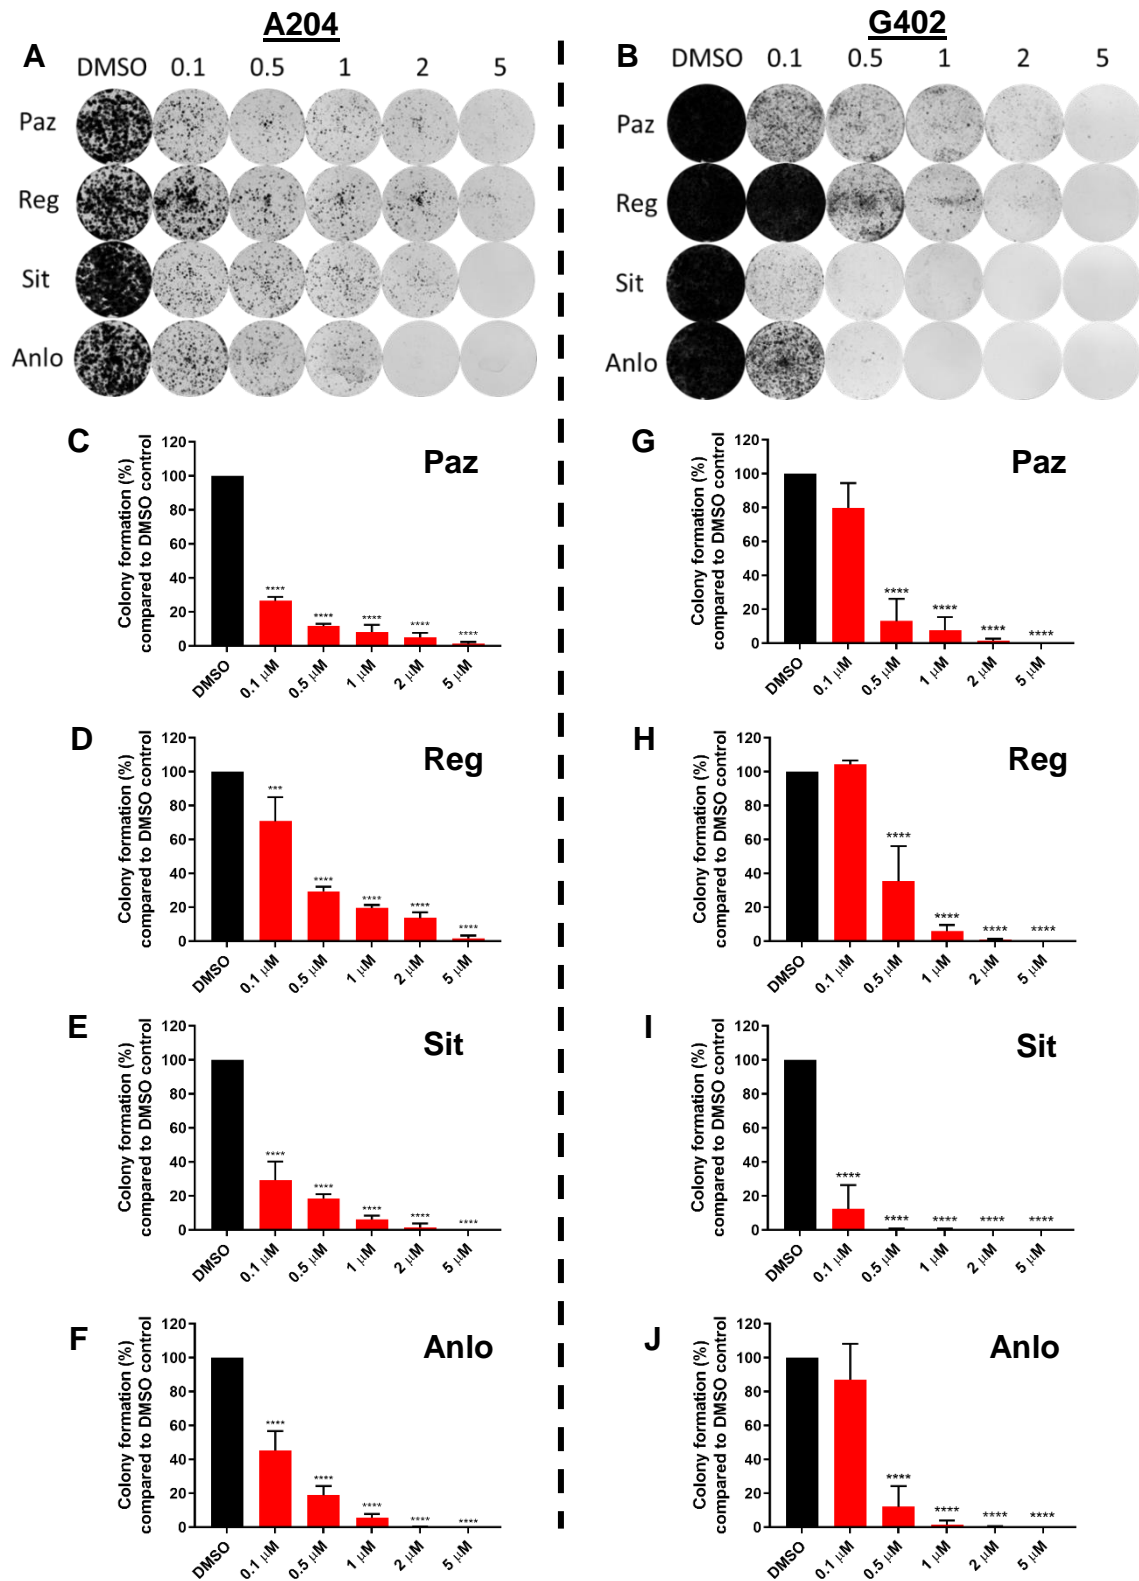 A204
G402
A
DMSO 0.1 0.5 1 2 5
Paz
Reg
Sit
Anlo
B
DMSO 0.1 0.5 1 2 5
Paz
Reg
Sit
Anlo
C
Paz
Colony formation (%)
compared to DMSO control
120
100
80
60
40
20
0
**** **** **** **** ****
DMSO 0.1 µM 0.5 µM 1 µM 2 µM 5 µM
G
Paz
Colony formation (%)
compared to DMSO control
120
100
80
60
40
20
0
**** **** **** ****
DMSO 0.1 µM 0.5 µM 1 µM 2 µM 5 µM
D
Reg
Colony formation (%)
compared to DMSO control
120
100
80
60
40
20
0
*** **** **** **** ****
DMSO 0.1 µM 0.5 µM 1 µM 2 µM 5 µM
H
Reg
Colony formation (%)
compared to DMSO control
120
100
80
60
40
20
0
**** **** **** ****
DMSO 0.1 µM 0.5 µM 1 µM 2 µM 5 µM
E
Sit
Colony formation (%)
compared to DMSO control
120
100
80
60
40
20
0
**** **** **** **** ****
DMSO 0.1 µM 0.5 µM 1 µM 2 µM 5 µM
I
Sit
Colony formation (%)
compared to DMSO control
120
100
80
60
40
20
0
**** **** **** **** ****
DMSO 0.1 µM 0.5 µM 1 µM 2 µM 5 µM
F
Anlo
Colony formation (%)
compared to DMSO control
120
100
80
60
40
20
0
**** **** **** **** ****
DMSO 0.1 µM 0.5 µM 1 µM 2 µM 5 µM
J
Anlo
Colony formation (%)
compared to DMSO control
120
100
80
60
40
20
0
**** **** **** ****
DMSO 0.1 µM 0.5 µM 1 µM 2 µM 5 µM